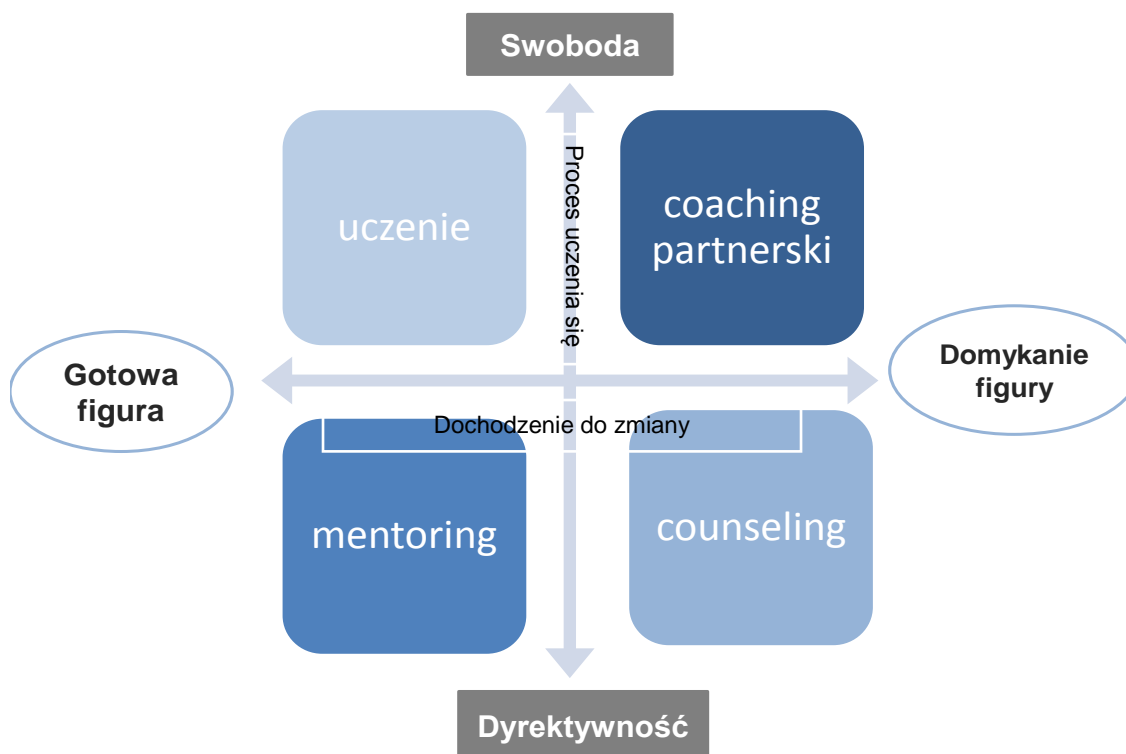 Swoboda
uczenie
Proces uczenia się
coaching
partnerski
Gotowa
figura
Domykanie
figury
Dochodzenie do zmiany
mentoring
counseling
Dyrektywność